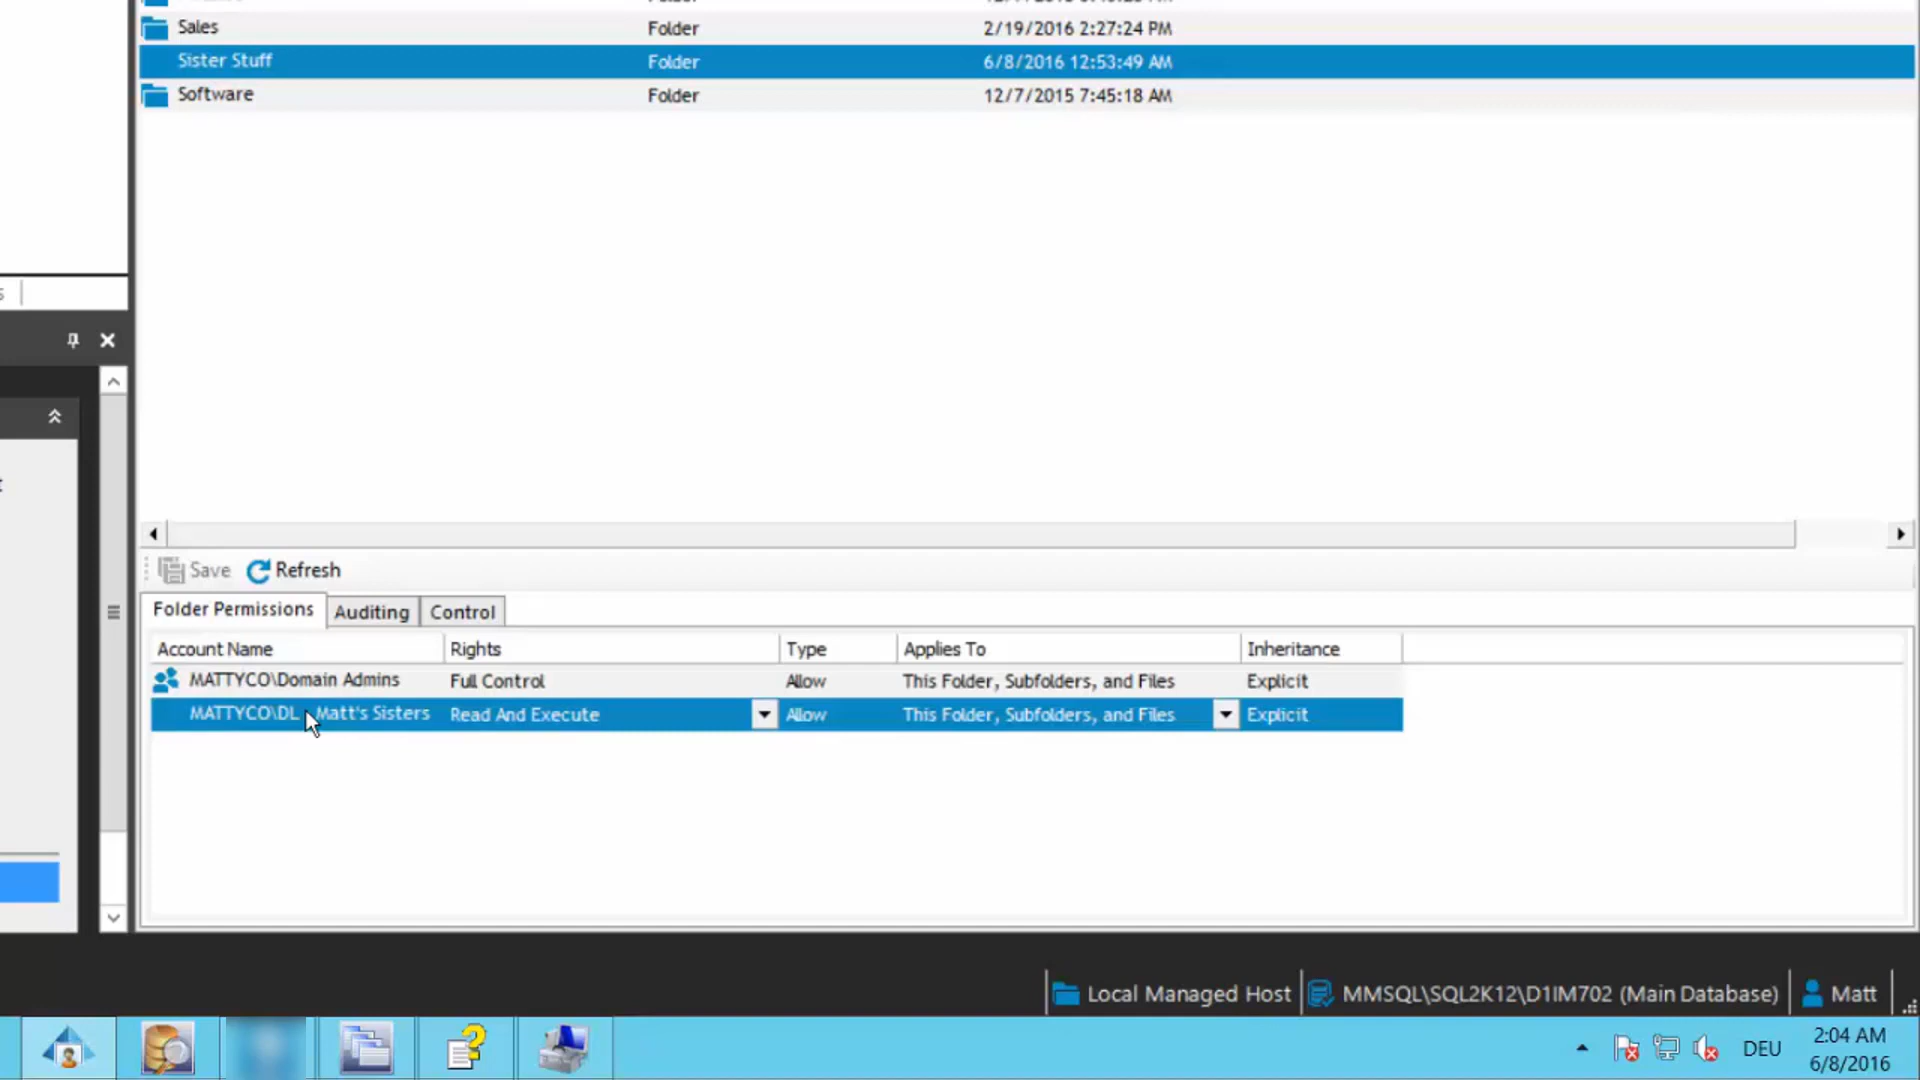 Sales Folder 2/19/2016 2:27:24 PM
Sister Stuff Folder 6/8/2016 12:53:49 AM
Software Folder 12/7/2015 7:45:18 AM
Save Refresh
Folder Permissions Auditing Control
Account Name Rights Type Applies To Inheritance
MATTYCO\Domain Admins Full Control Allow This Folder, Subfolders, and Files Explicit
MATTYCO\DL Matt's Sisters Read And Execute Allow This Folder, Subfolders, and Files Explicit
Local Managed Host MMSQL\SQL2K12\D1IM702 (Main Database) Matt
DEU 2:04 AM
6/8/2016